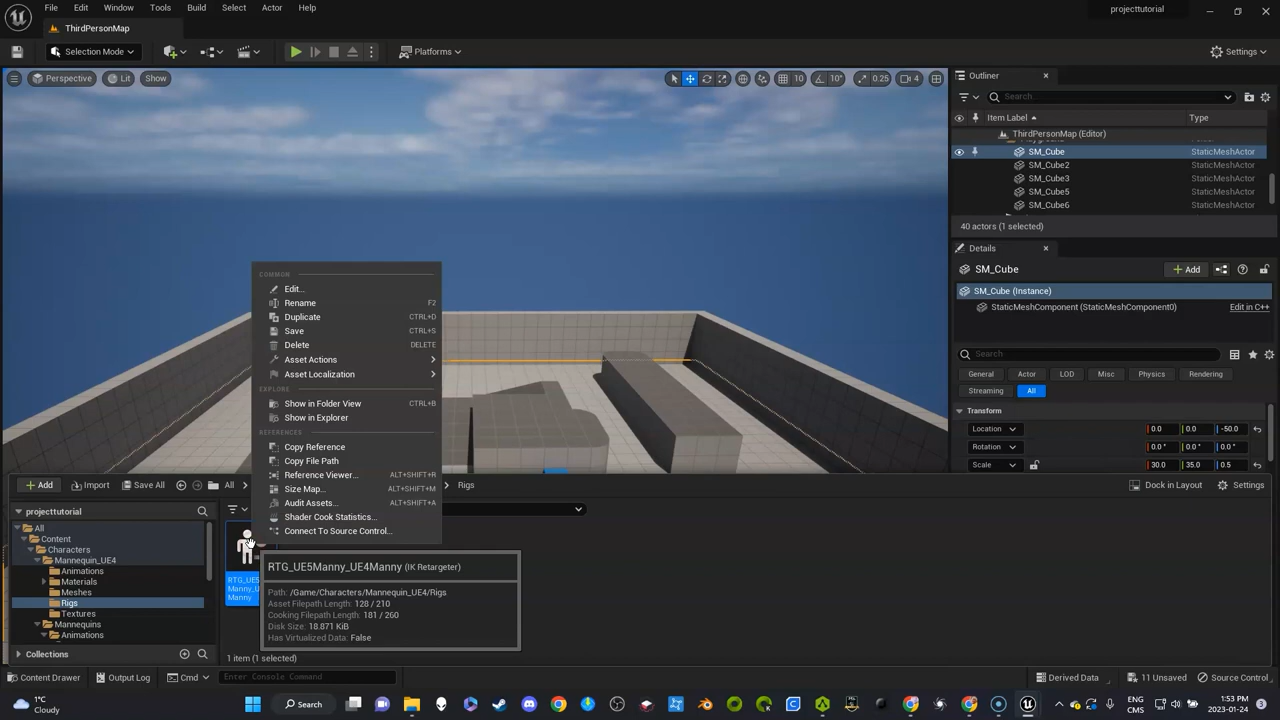 File Edit Window Tools Build Select Actor Help
projecttutorial
ThirdPersonMap
Selection Mode
Platforms
Settings
Perspective Lit Show
10 10° 0.25 4
Outliner
Search...
Item Label Type
ThirdPersonMap (Editor)
SM_Cube StaticMeshActor
SM_Cube2 StaticMeshActor
SM_Cube3 StaticMeshActor
SM_Cube5 StaticMeshActor
SM_Cube6 StaticMeshActor
40 actors (1 selected)
Details
SM_Cube
Add
SM_Cube (Instance)
StaticMeshComponent (StaticMeshComponent0) Edit in C++
Search
General Actor LOD Misc Physics Rendering
Streaming All
Transform
Location 0.0 0.0 -50.0
Rotation 0.0° 0.0° 0.0°
Scale 30.0 35.0 0.5
COMMON
Edit...
Rename F2
Duplicate CTRL+D
Save CTRL+S
Delete DELETE
Asset Actions
Asset Localization
EXPLORE
Show in Folder View CTRL+B
Show in Explorer
REFERENCES
Copy Reference
Copy File Path
Reference Viewer... ALT+SHIFT+R
Size Map... ALT+SHIFT+M
Audit Assets... ALT+SHIFT+A
Shader Cook Statistics...
Connect To Source Control...
Add Import Save All All Rigs
Dock in Layout Settings
projecttutorial
All
Content
Characters
Mannequin_UE4
Animations
Materials
Meshes
Rigs
Textures
Mannequins
Animations
Collections
RTG_UE5
Manny_UE4
Manny
RTG_UE5Manny_UE4Manny (IK Retargeter)
Path: /Game/Characters/Mannequin_UE4/Rigs
Asset Filepath Length: 128 / 210
Cooking Filepath Length: 181 / 260
Disk Size: 18.871 KiB
Has Virtualized Data: False
1 item (1 selected)
Content Drawer Output Log Cmd Enter Console Command
Derived Data 11 Unsaved Source Control
1°C
Cloudy
Search
ENG
CMS
1:53 PM
2023-01-24